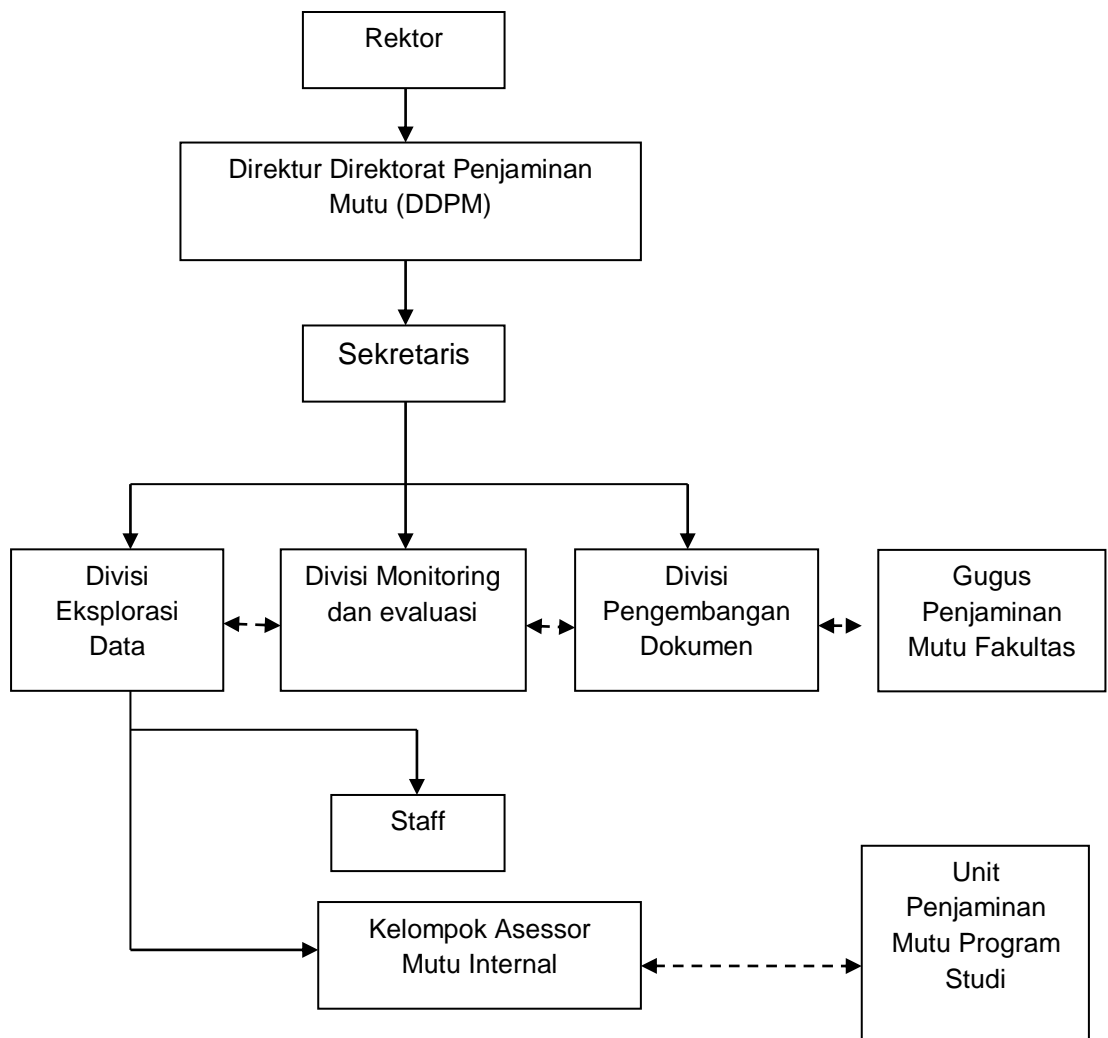 Rektor
Direktur Direktorat Penjaminan
Mutu (DDPM)
Sekretaris
Divisi
Eksplorasi
Data
Divisi Monitoring
dan evaluasi
Divisi
Pengembangan
Dokumen
Gugus
Penjaminan
Mutu Fakultas
Staff
Kelompok Asessor
Mutu Internal
Unit
Penjaminan
Mutu Program
Studi